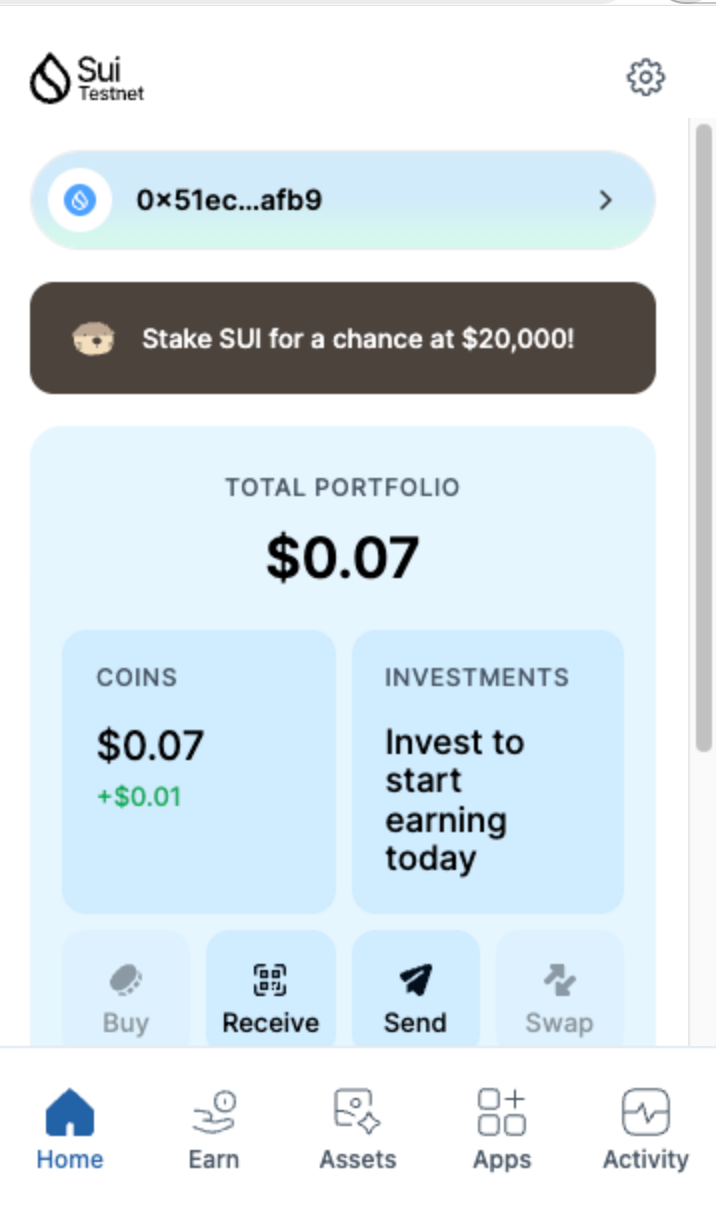 Sui
Testnet
0×51ec...afb9
Stake SUI for a chance at $20,000!
TOTAL PORTFOLIO
$0.07
COINS
$0.07
+$0.01
INVESTMENTS
Invest to
start
earning
today
Buy
Receive
Send
Swap
Home
Earn
Assets
Apps
Activity